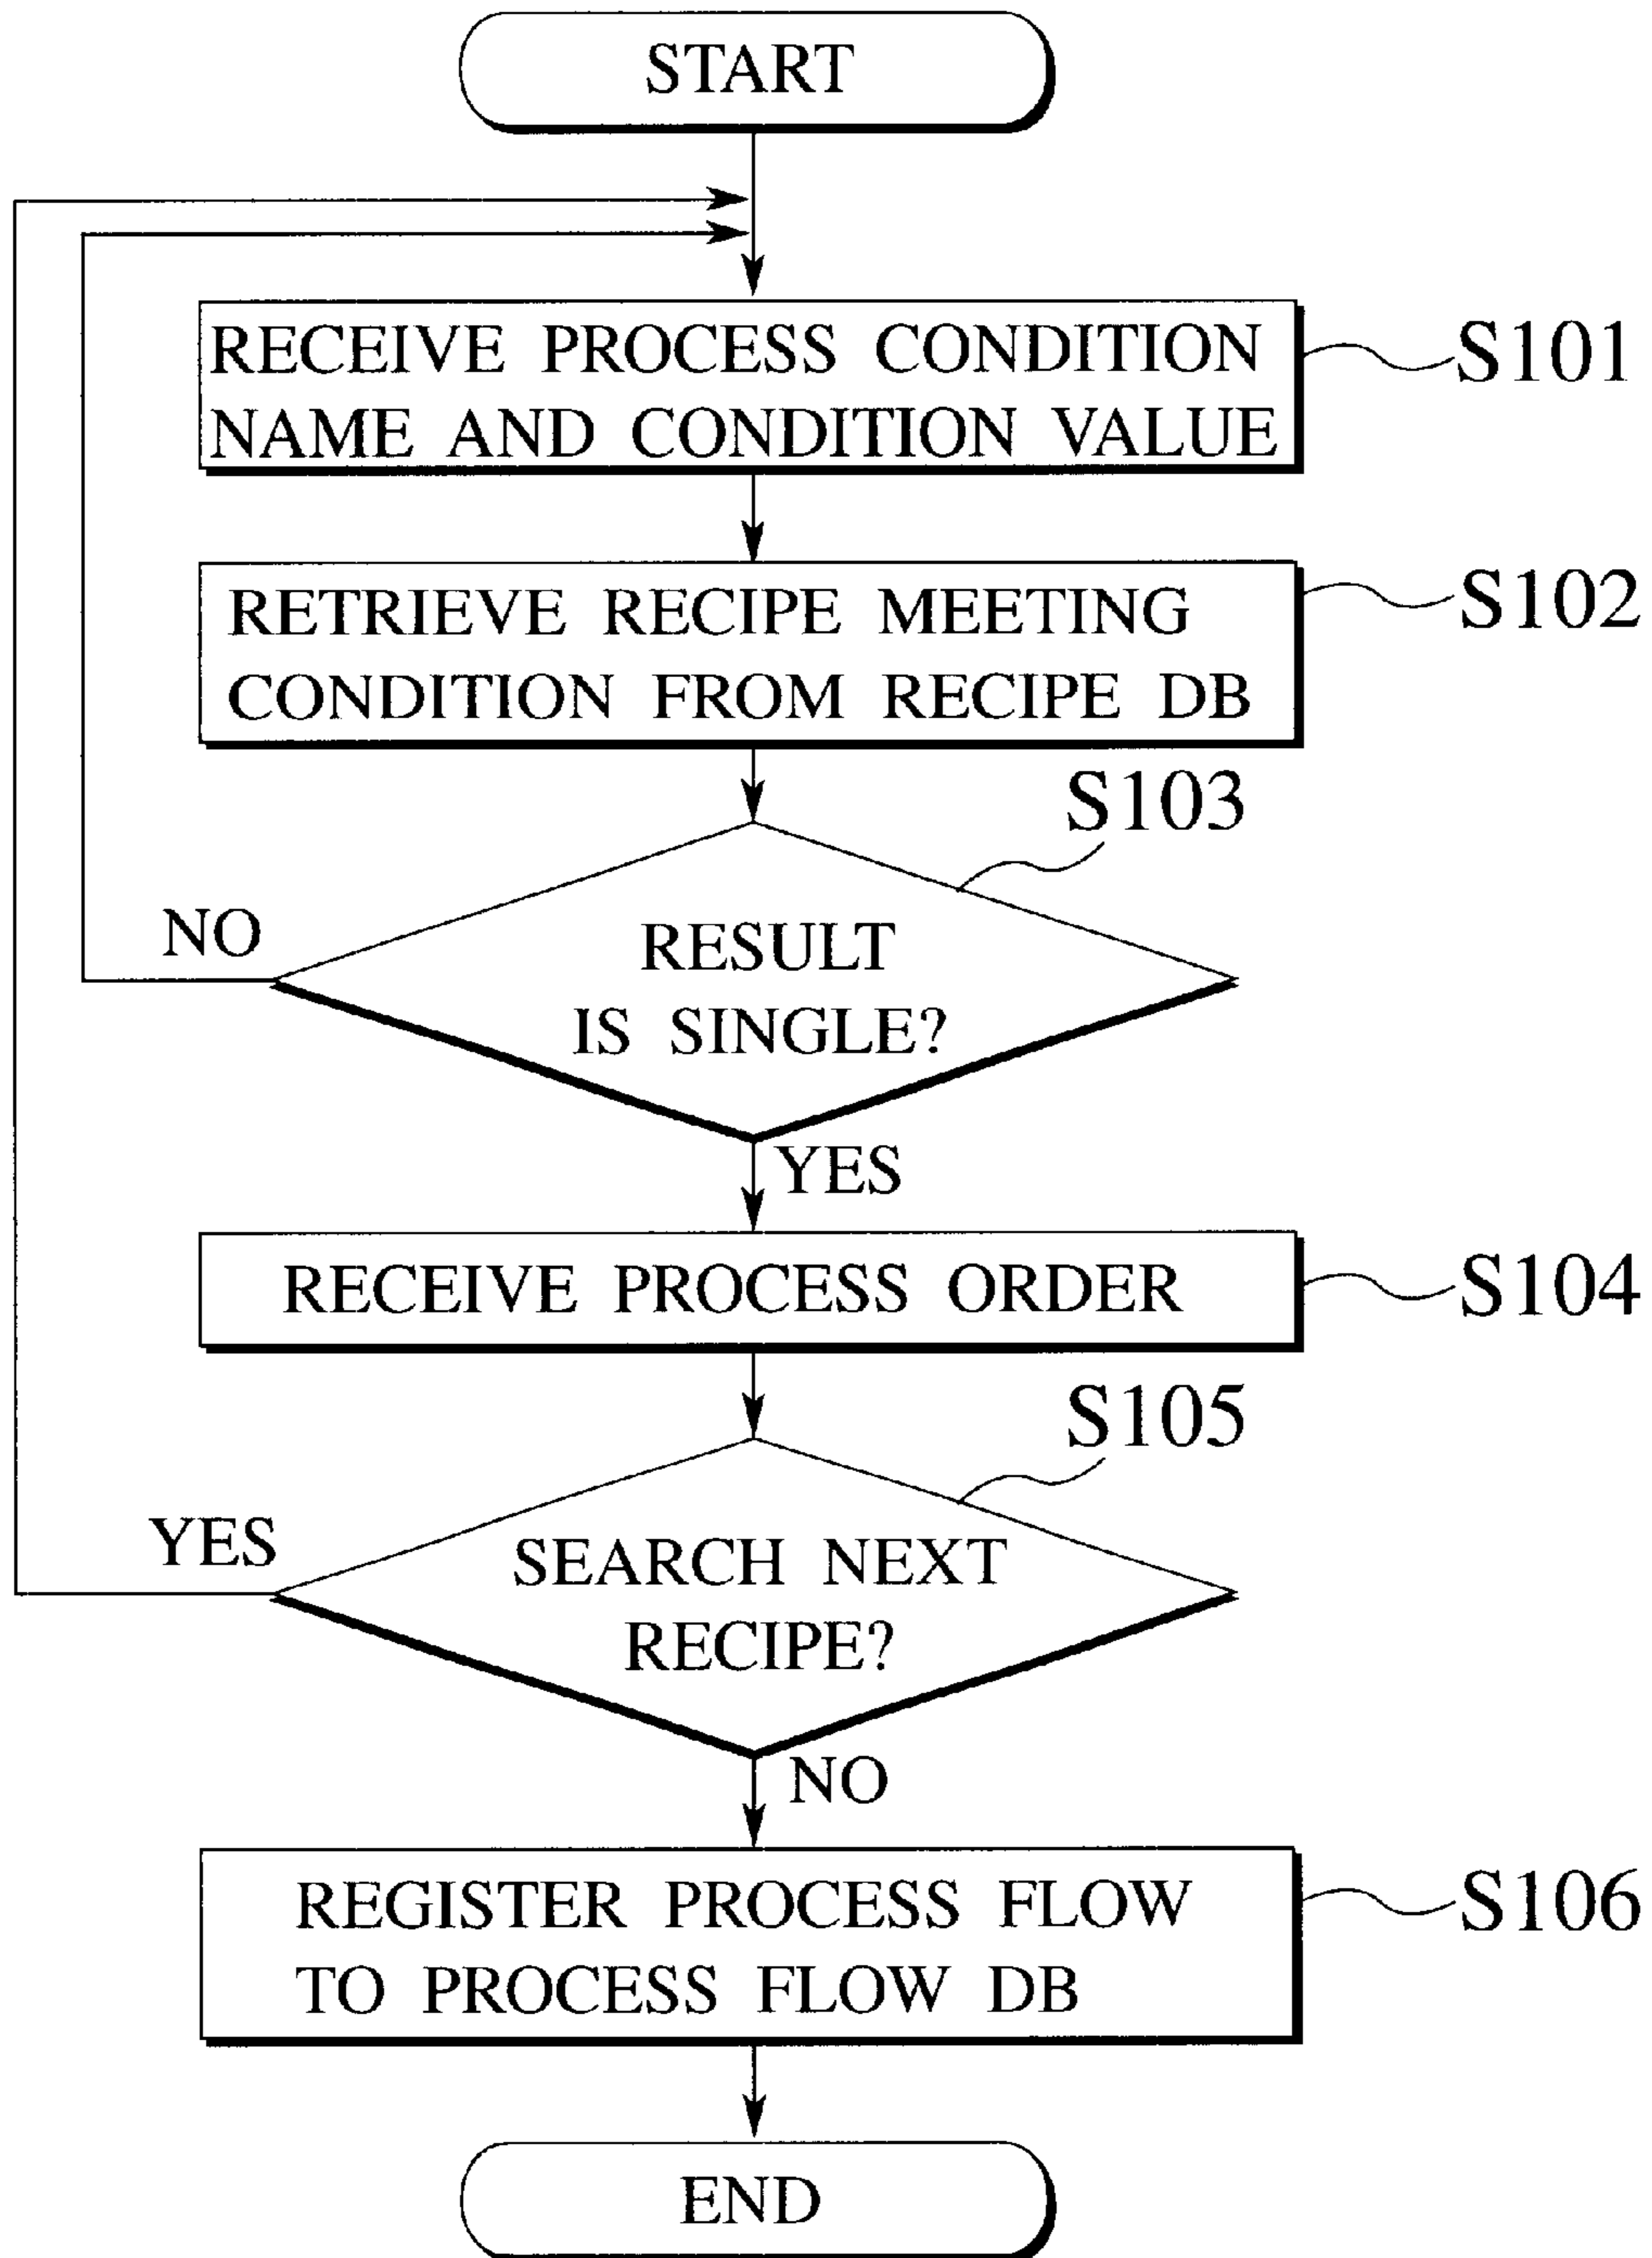 START
RECEIVE PROCESS CONDITION
NAME AND CONDITION VALUE
S101
RETRIEVE RECIPE MEETING
CONDITION FROM RECIPE DB
S102
S103
RESULT
IS SINGLE?
NO
YES
RECEIVE PROCESS ORDER
S104
S105
SEARCH NEXT
RECIPE?
YES
NO
REGISTER PROCESS FLOW
TO PROCESS FLOW DB
S106
END